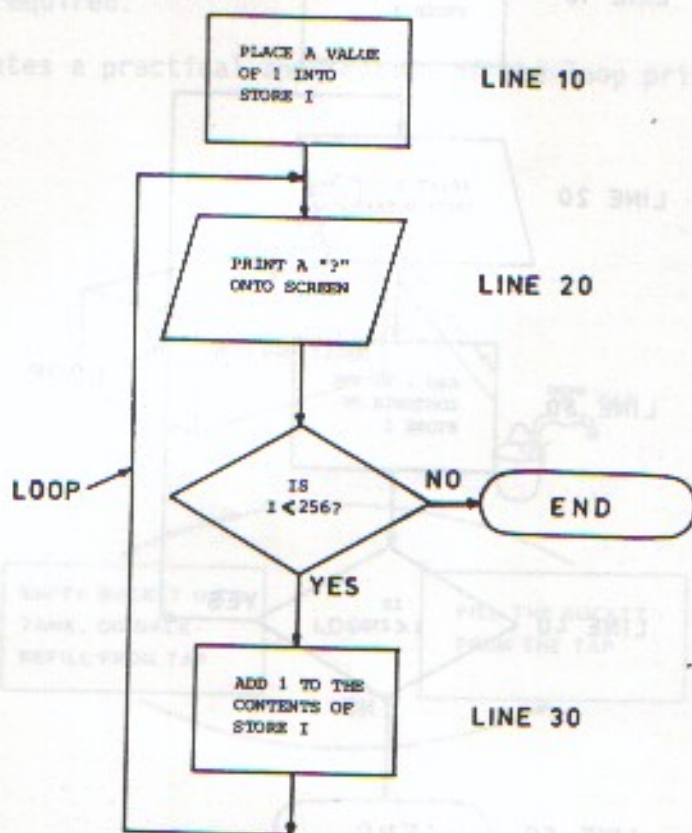 PLACE A VALUE
OF 1 INTO
STORE I
LINE 10
PRINT A "?"
ONTO SCREEN
LINE 20
LOOP
IS
I < 256?
NO
END
YES
ADD 1 TO THE
CONTENTS OF
STORE I
LINE 30